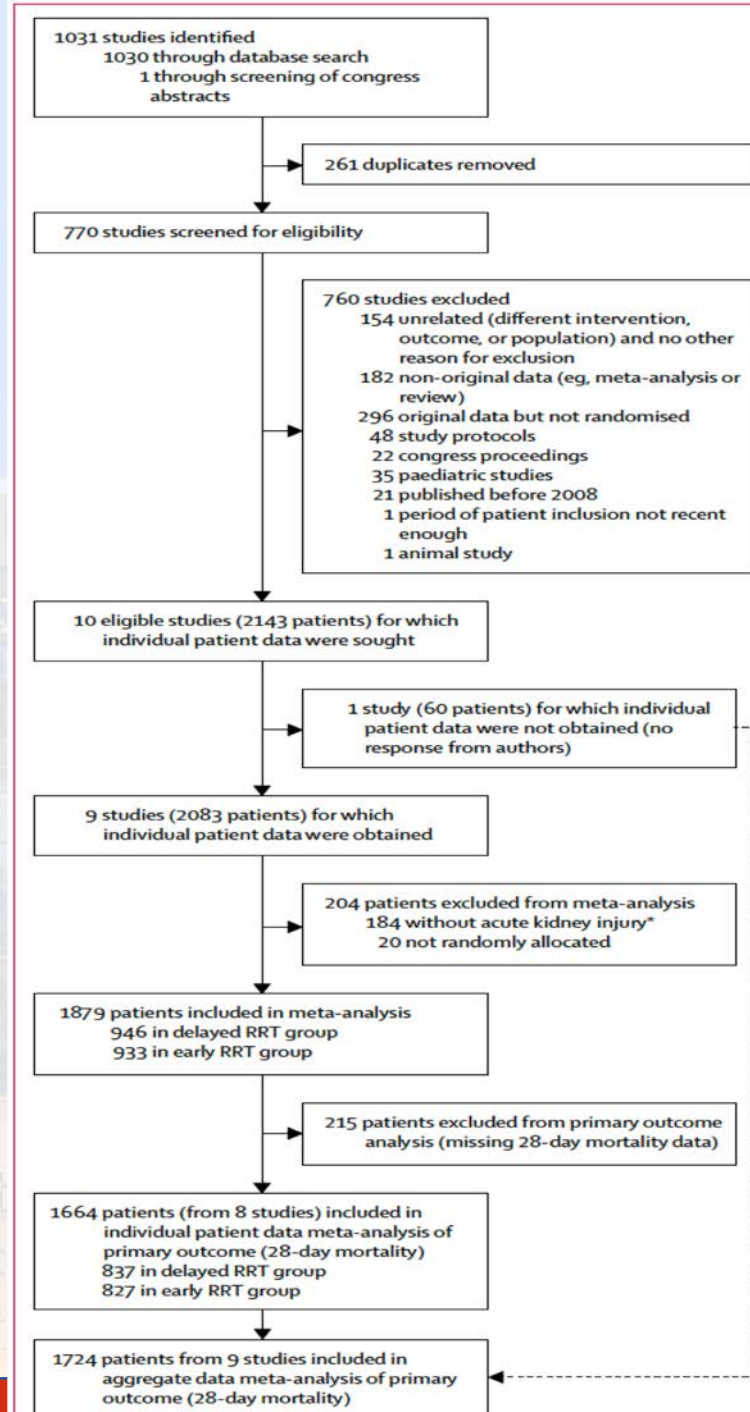 1031 studies identified
1030 through database search
1 through screening of congress
abstracts
261 duplicates removed
770 studies screened for eligibility
760 studies excluded
154 unrelated (different intervention,
outcome, or population) and no other
reason for exclusion
182 non-original data (eg, meta-analysis or
review)
296 original data but not randomised
48 study protocols
22 congress proceedings
35 paediatric studies
21 published before 2008
1 period of patient inclusion not recent
enough
1 animal study
10 eligible studies (2143 patients) for which
individual patient data were sought
1 study (60 patients) for which individual
patient data were not obtained (no
response from authors)
9 studies (2083 patients) for which
individual patient data were obtained
204 patients excluded from meta-analysis
184 without acute kidney injury*
20 not randomly allocated
1879 patients included in meta-analysis
946 in delayed RRT group
933 in early RRT group
215 patients excluded from primary outcome
analysis (missing 28-day mortality data)
1664 patients (from 8 studies) included in
individual patient data meta-analysis of
primary outcome (28-day mortality)
837 in delayed RRT group
827 in early RRT group
1724 patients from 9 studies included in
aggregate data meta-analysis of primary
outcome (28-day mortality)